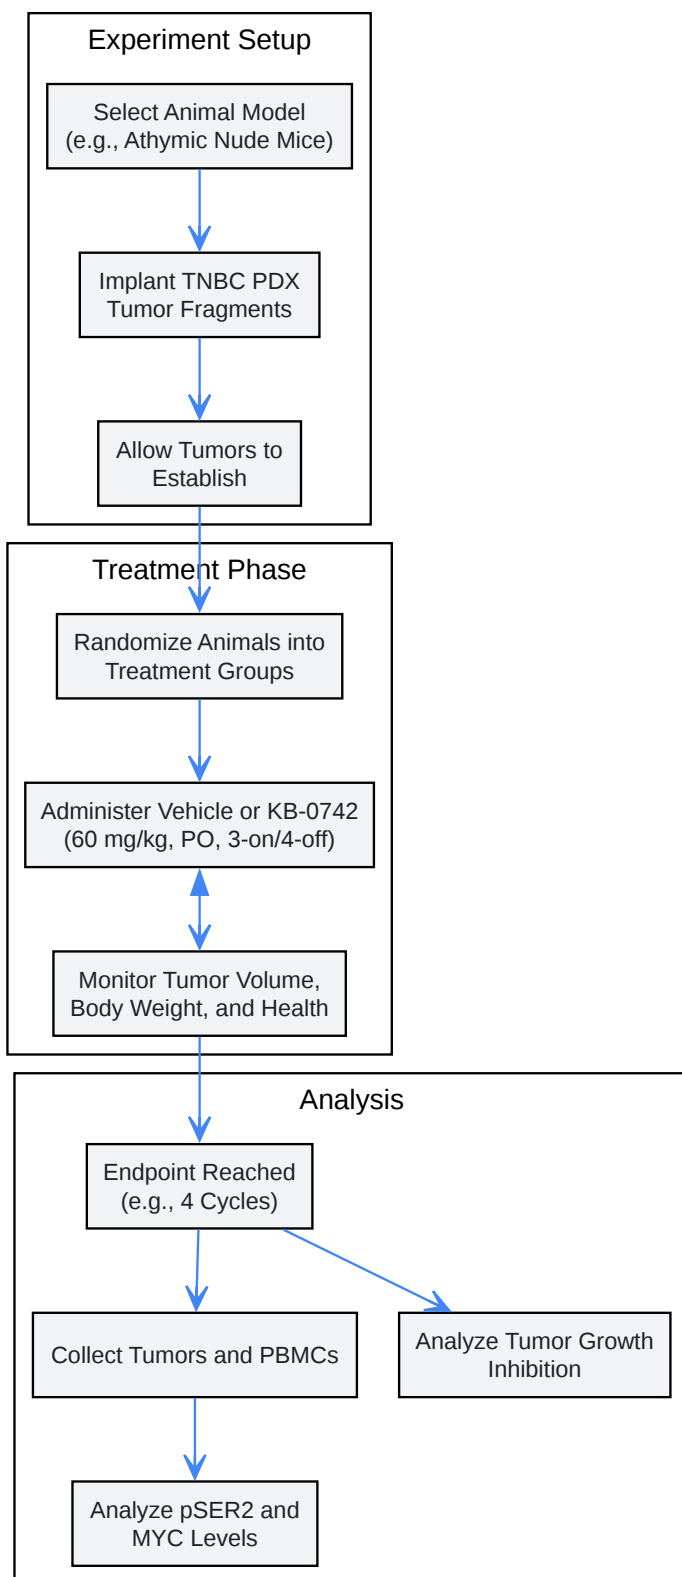 Experiment Setup
Select Animal Model
(e.g., Athymic Nude Mice)
Implant TNBC PDX
Tumor Fragments
Allow Tumors to
Establish
Treatment Phase
Randomize Animals into
Treatment Groups
Administer Vehicle or KB-0742
(60 mg/kg, PO, 3-on/4-off)
Monitor Tumor Volume,
Body Weight, and Health
Analysis
Endpoint Reached
(e.g., 4 Cycles)
Collect Tumors and PBMCs
Analyze Tumor Growth
Inhibition
Analyze pSER2 and
MYC Levels